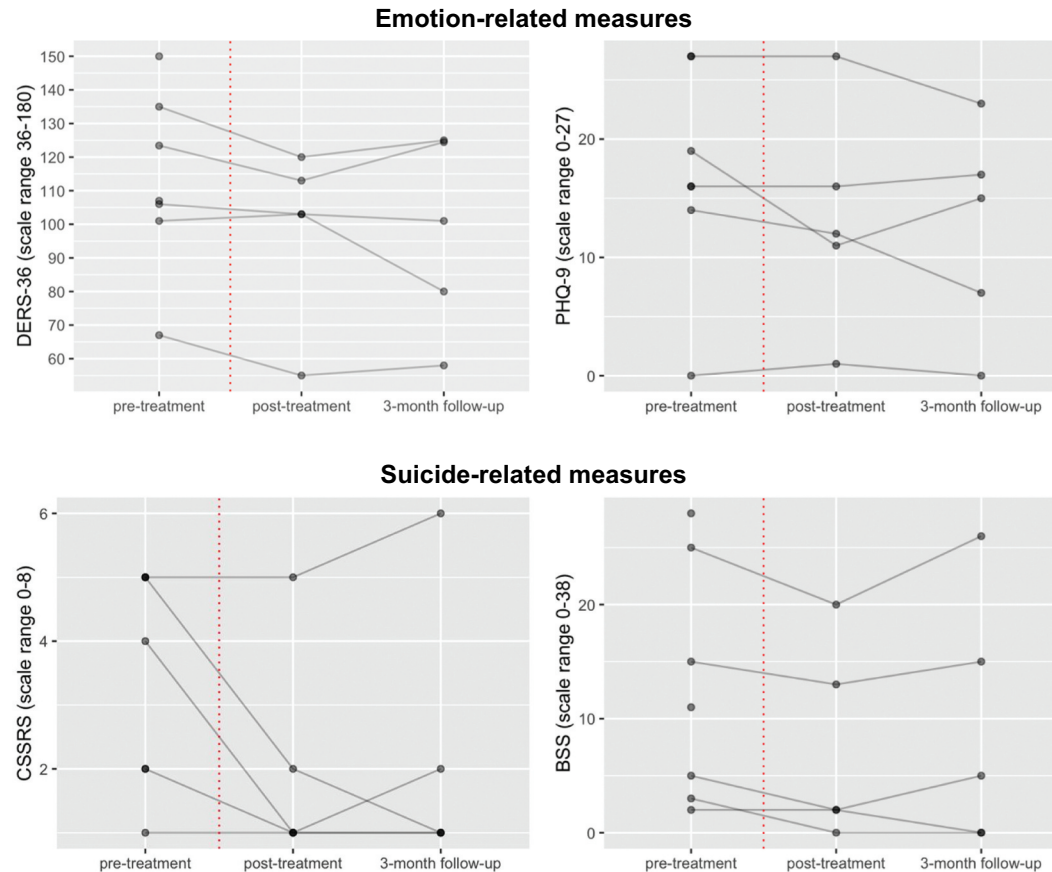 Emotion-related measures
DERS-36 (scale range 36-180)
150
140
130
120
110
100
90
80
70
60
pre-treatment post-treatment 3-month follow-up
PHQ-9 (scale range 0-27)
20
10
0
pre-treatment post-treatment 3-month follow-up
Suicide-related measures
CSSRS (scale range 0-8)
6
4
2
pre-treatment post-treatment 3-month follow-up
BSS (scale range 0-38)
20
10
0
pre-treatment post-treatment 3-month follow-up